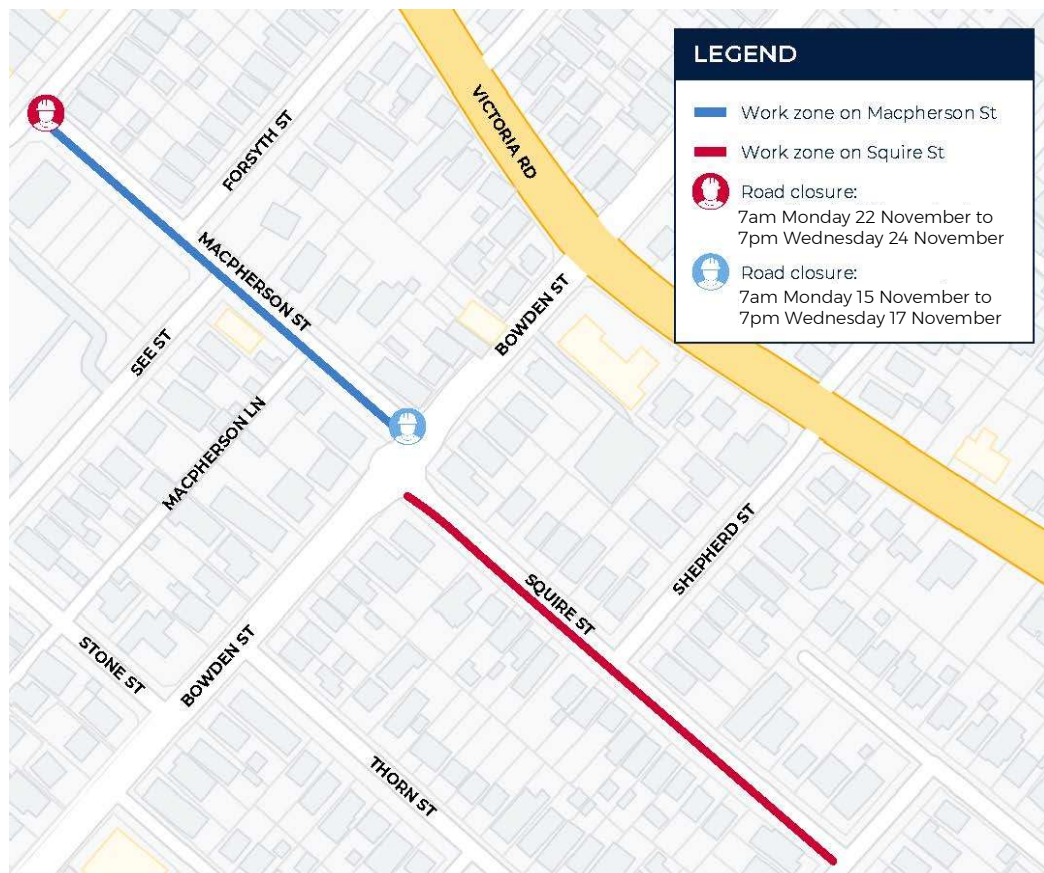 LEGEND
Work zone on Macpherson St
Work zone on Squire St
Road closure:
7am Monday 22 November to
7pm Wednesday 24 November
Road closure:
7am Monday 15 November to
7pm Wednesday 17 November
VICTORIA RD
FORSYTH ST
MACPHERSON ST
BOWDEN ST
SEE ST
MACPHERSON LN
SHEPHERD ST
SQUIRE ST
STONE ST
BOWDEN ST
THORN ST